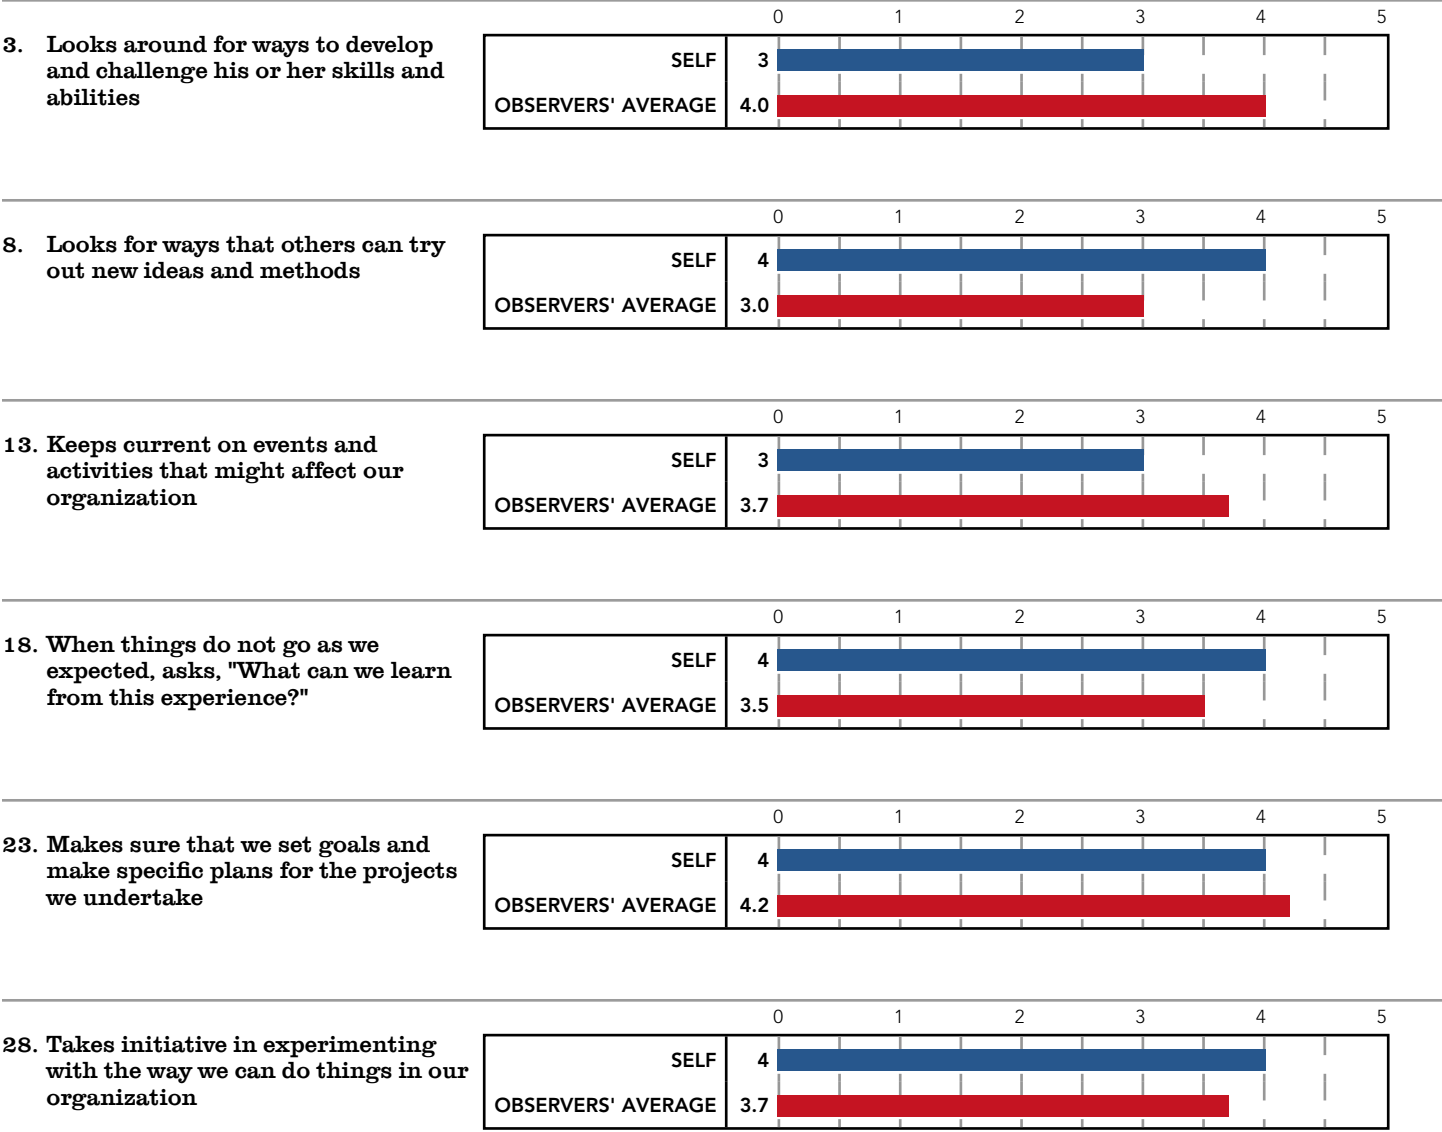 0 1 2 3 4 5
3. Looks around for ways to develop
and challenge his or her skills and
abilities
SELF 3
OBSERVERS' AVERAGE 4.0
0 1 2 3 4 5
8. Looks for ways that others can try
out new ideas and methods
SELF 4
OBSERVERS' AVERAGE 3.0
0 1 2 3 4 5
13. Keeps current on events and
activities that might affect our
organization
SELF 3
OBSERVERS' AVERAGE 3.7
0 1 2 3 4 5
18. When things do not go as we
expected, asks, "What can we learn
from this experience?"
SELF 4
OBSERVERS' AVERAGE 3.5
0 1 2 3 4 5
23. Makes sure that we set goals and
make specific plans for the projects
we undertake
SELF 4
OBSERVERS' AVERAGE 4.2
0 1 2 3 4 5
28. Takes initiative in experimenting
with the way we can do things in our
organization
SELF 4
OBSERVERS' AVERAGE 3.7